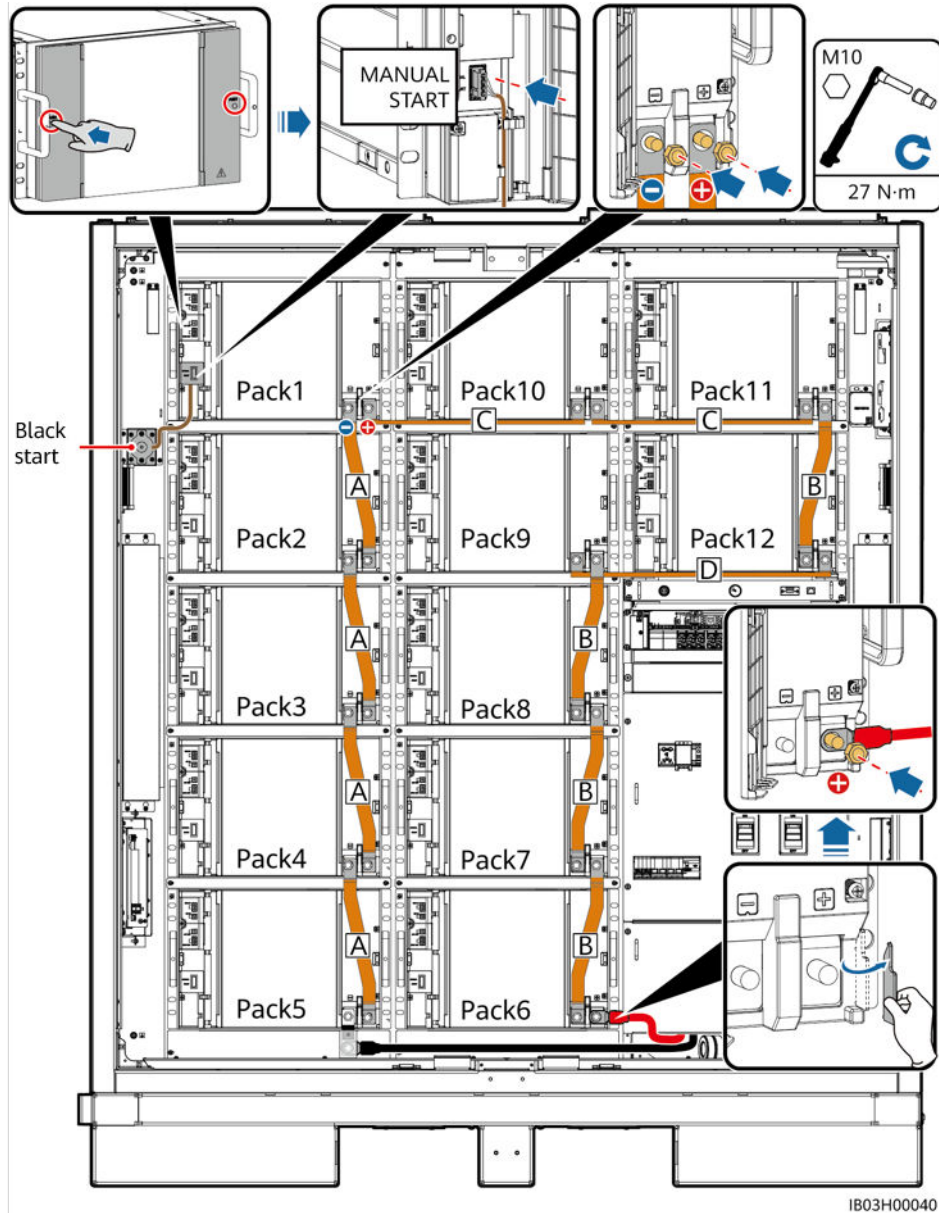 MANUAL
START
M10
27 N·m
− +
− +
Pack1
Pack10
Pack11
C
C
Black
start
− +
A
B
Pack2
Pack9
Pack12
D
A
B
Pack3
Pack8
− +
+
A
B
Pack4
Pack7
A
B
− +
Pack5
Pack6
IB03H00040